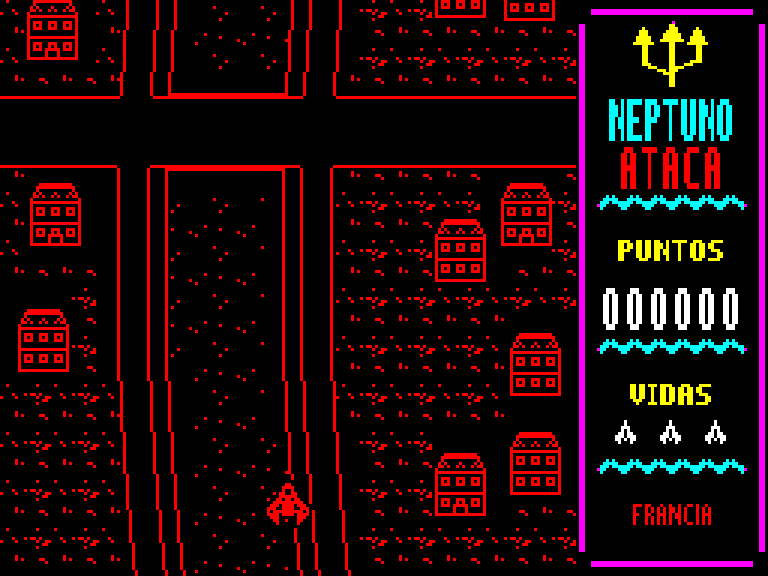 NEPTUNO
ATACA
PUNTOS
000000
VIDAS
FRANCIA